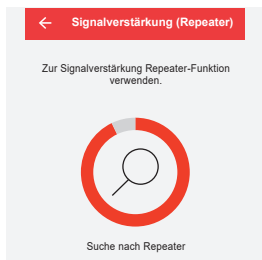 Signalverstärkung (Repeater)
Zur Signalverstärkung Repeater-Funktion
verwenden.
Suche nach Repeater